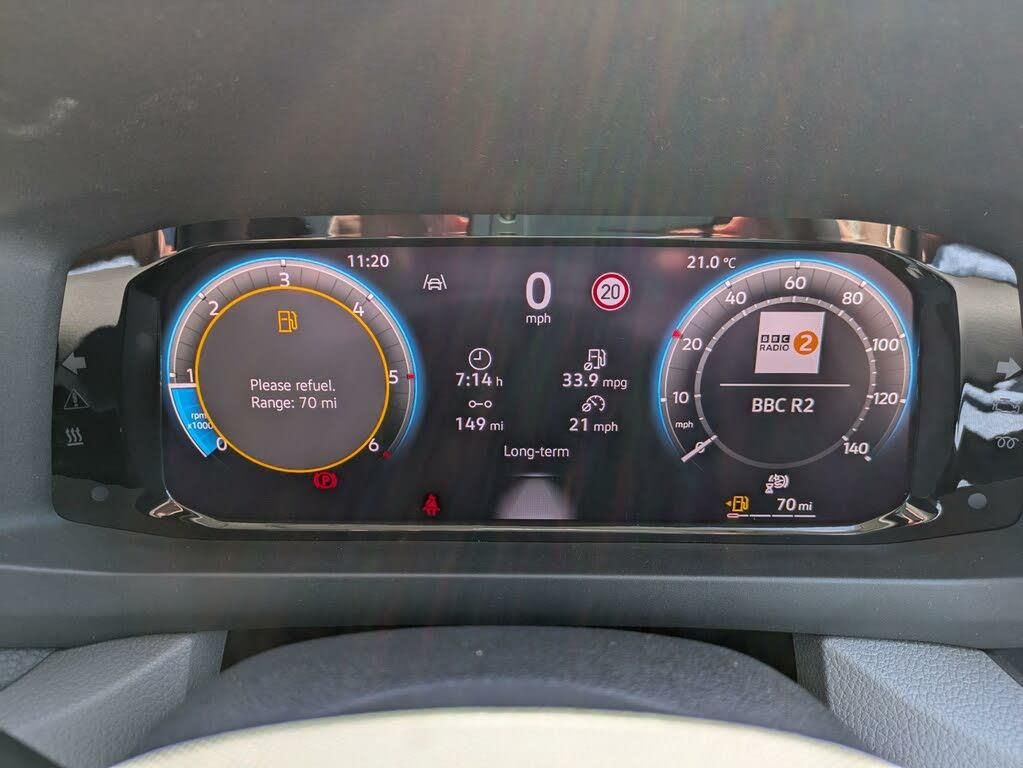 11:20
0
mph
20
21.0 °C
3
2
4
1
5
rpm
x1000
0
6
Please refuel.
Range: 70 mi
P
7:14 h
33.9 mpg
149 mi
21 mph
Long-term
60
40
80
20
100
10
120
mph
0
140
BBC
RADIO 2
BBC R2
70 mi